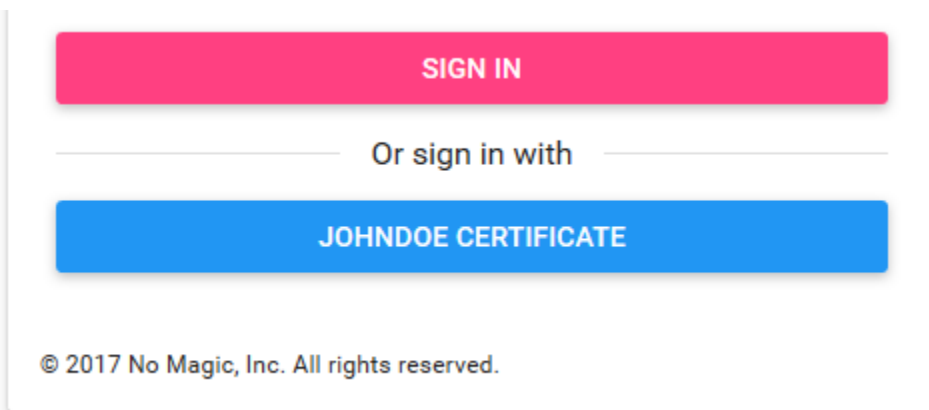 SIGN IN
Or sign in with
JOHNDOE CERTIFICATE
© 2017 No Magic, Inc. All rights reserved.